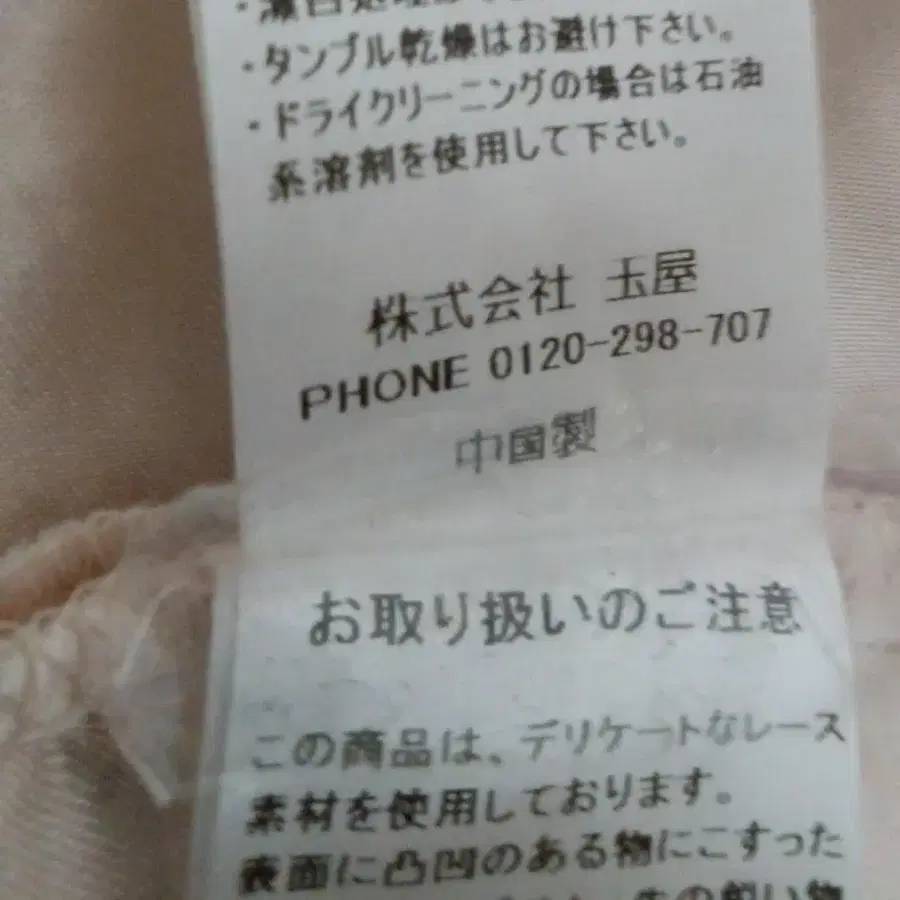 ・漂白処理
・タンブル乾燥はお避け下さい。
・ドライクリーニングの場合は石油
系溶剤を使用して下さい。
株式会社 玉屋
PHONE 0120-298-707
中国製
お取り扱いのご注意
この商品は、デリケートなレース
素材を使用しております。
表面に凸凹のある物にこすった